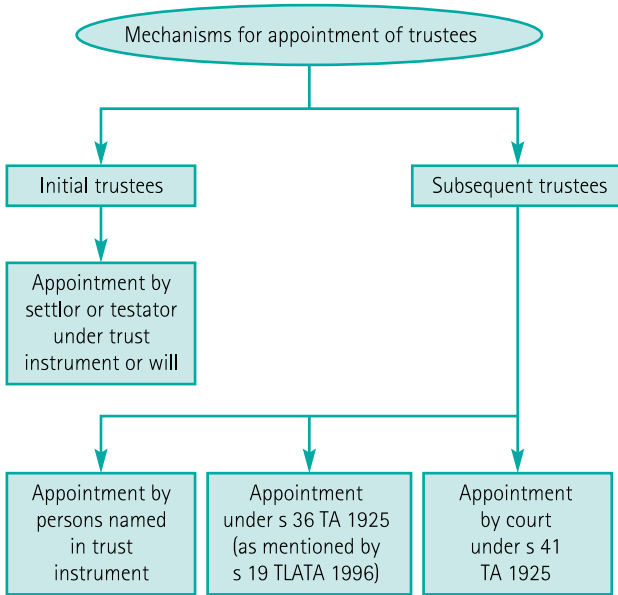 Mechanisms for appointment of trustees
Initial trustees
Subsequent trustees
Appointment by
settlor or testator
under trust
instrument or will
Appointment by
persons named
in trust
instrument
Appointment
under s 36 TA 1925
(as mentioned by
s 19 TLATA 1996)
Appointment
by court
under s 41
TA 1925